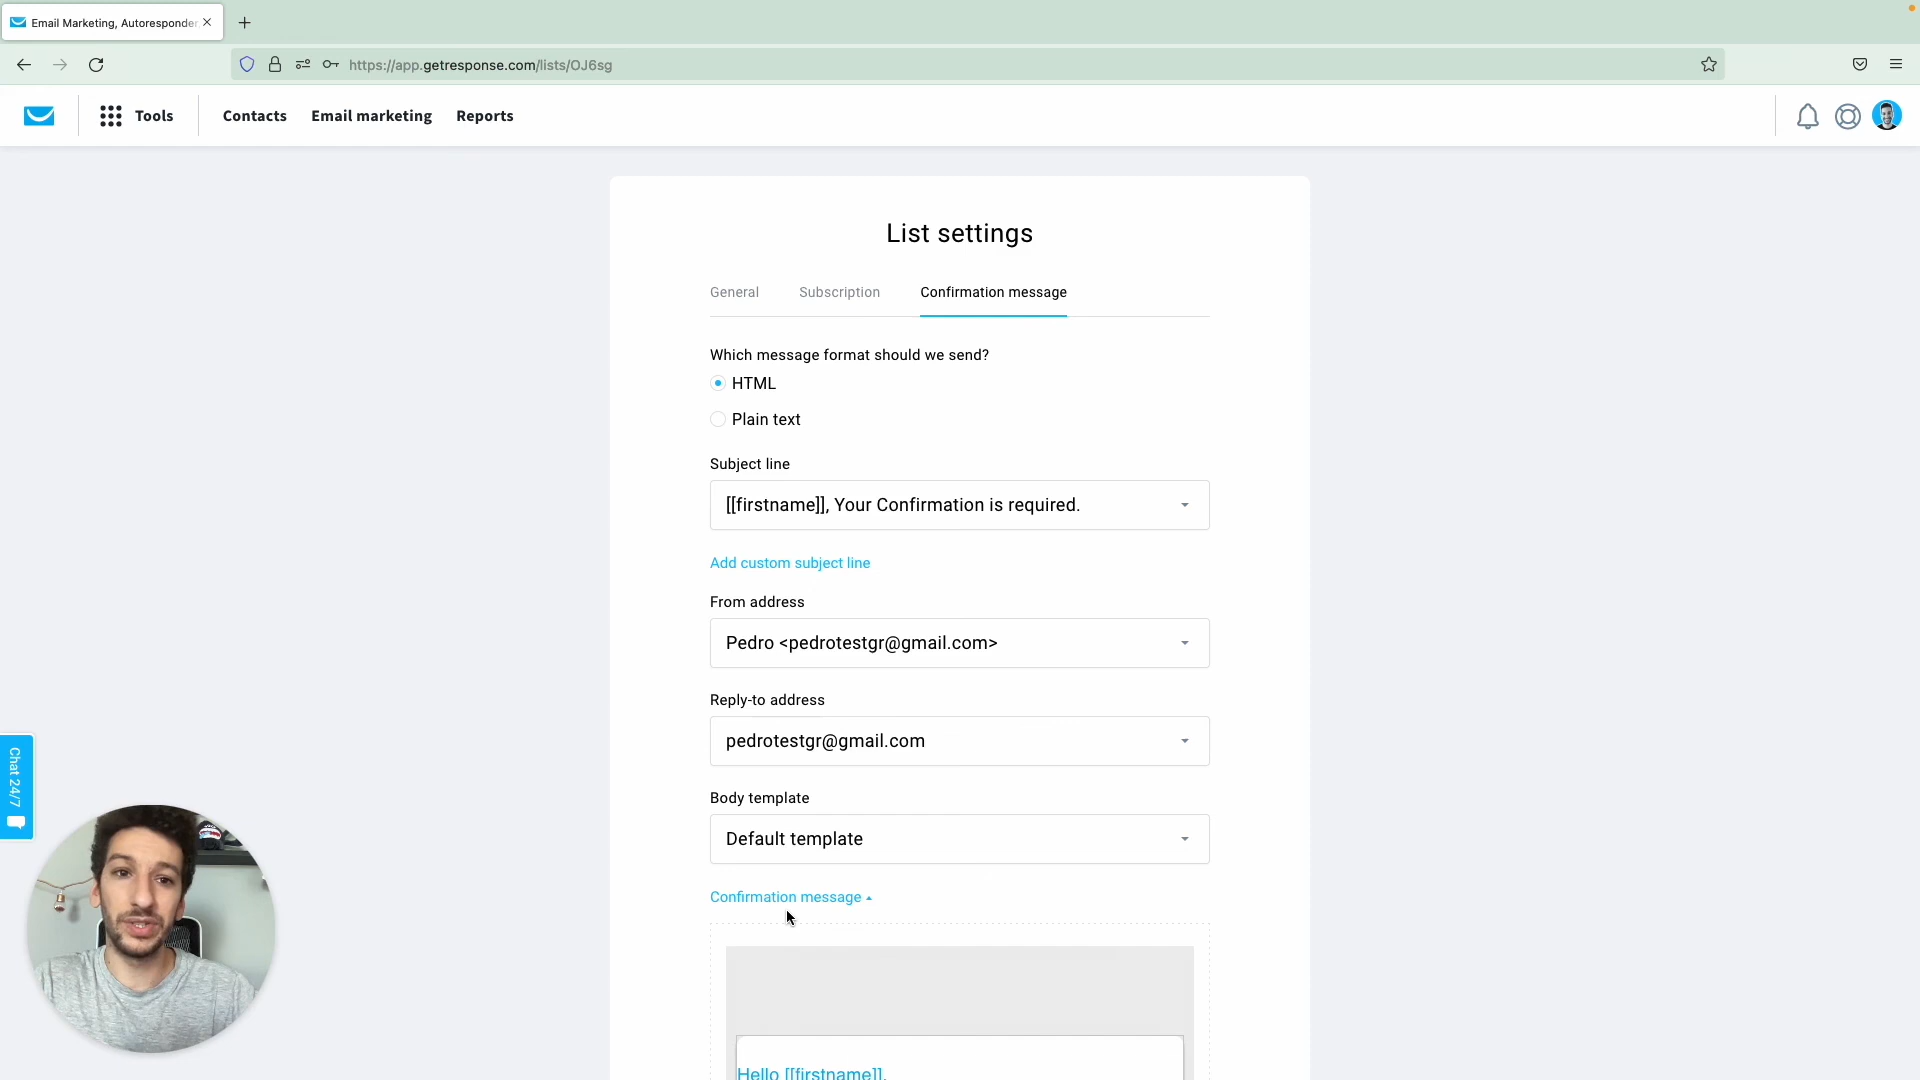 Email Marketing, Autoresponder
https://app.getresponse.com/lists/OJ6sg
Tools
Contacts
Email marketing
Reports
List settings
General
Subscription
Confirmation message
Which message format should we send?
HTML
Plain text
Subject line
[[firstname]], Your Confirmation is required.
Add custom subject line
From address
Pedro <pedrotestgr@gmail.com>
Reply-to address
pedrotestgr@gmail.com
Body template
Default template
Confirmation message
Hello [[firstname]],
Chat 24/7